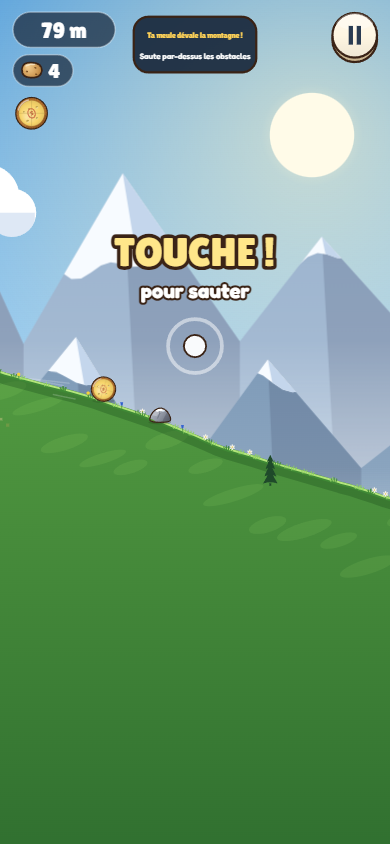 79 m
Ta meule dévale la montagne !
4
Saute par-dessus les obstacles
TOUCHE !
pour sauter